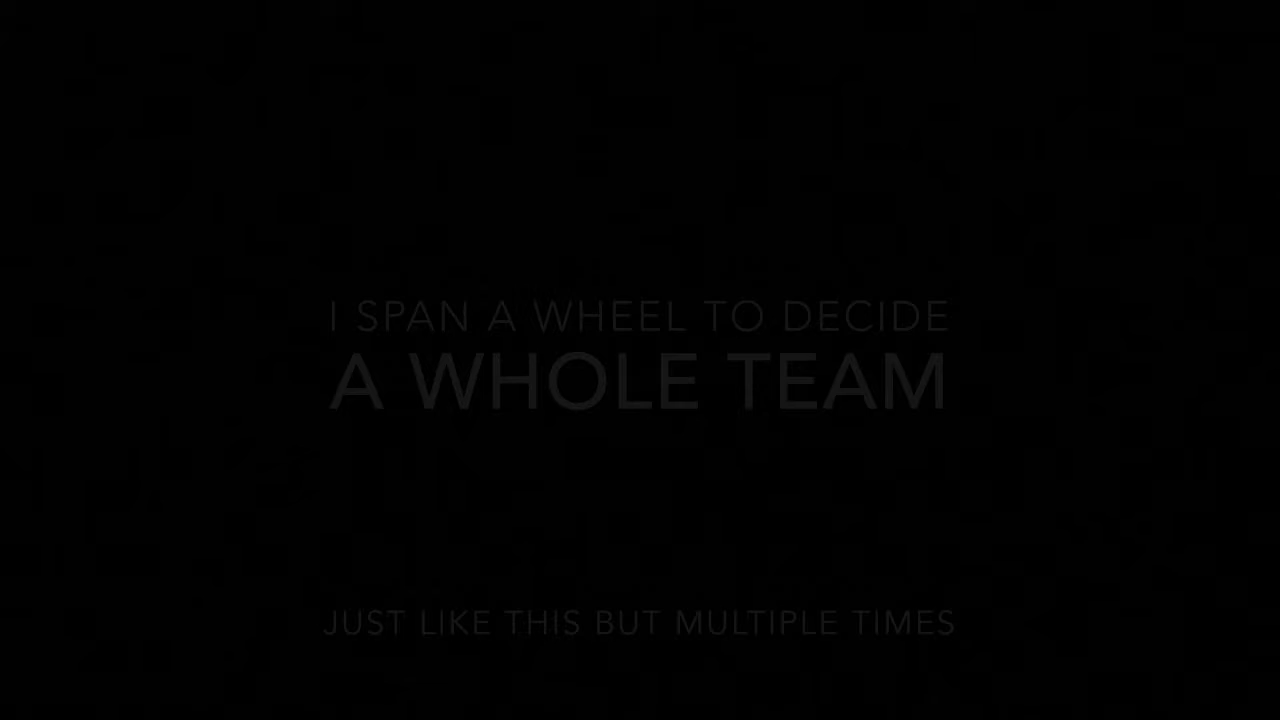 I SPAN A WHEEL TO DECIDE
A WHOLE TEAM
JUST LIKE THIS BUT MULTIPLE TIMES